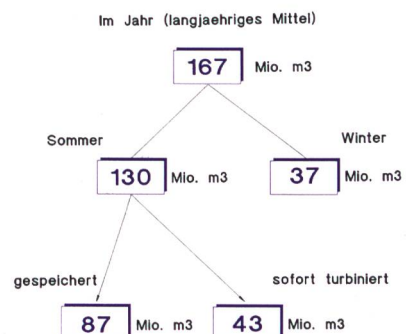 Im Jahr (langjaehriges Mittel)
167 Mio. m3
Sommer
Winter
130 Mio. m3
37 Mio. m3
gespeichert
sofort turbiniert
87 Mio. m3
43 Mio. m3